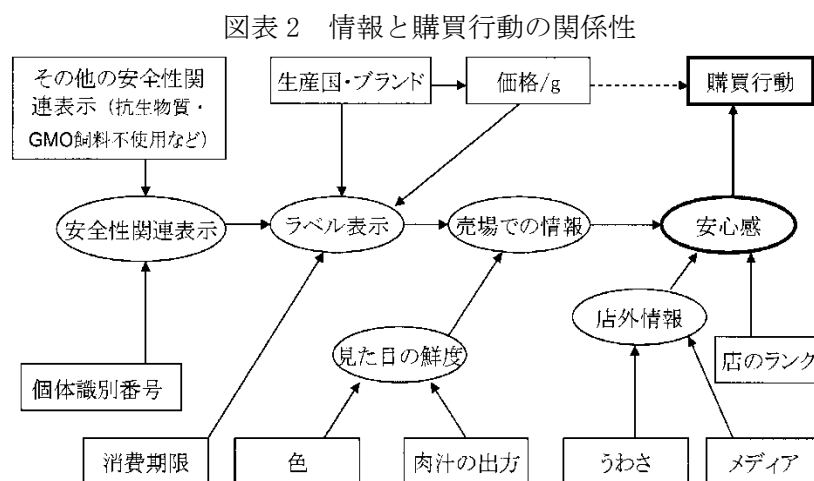 図表2 情報と購買行動の関係性
その他の安全性関
連表示（抗生物質・
GMO飼料不使用など）
生産国・ブランド
価格/g
購買行動
安全性関連表示
ラベル表示
売場での情報
安心感
見た目の鮮度
店外情報
店のランク
個体識別番号
消費期限
色
肉汁の出方
うわさ
メディア